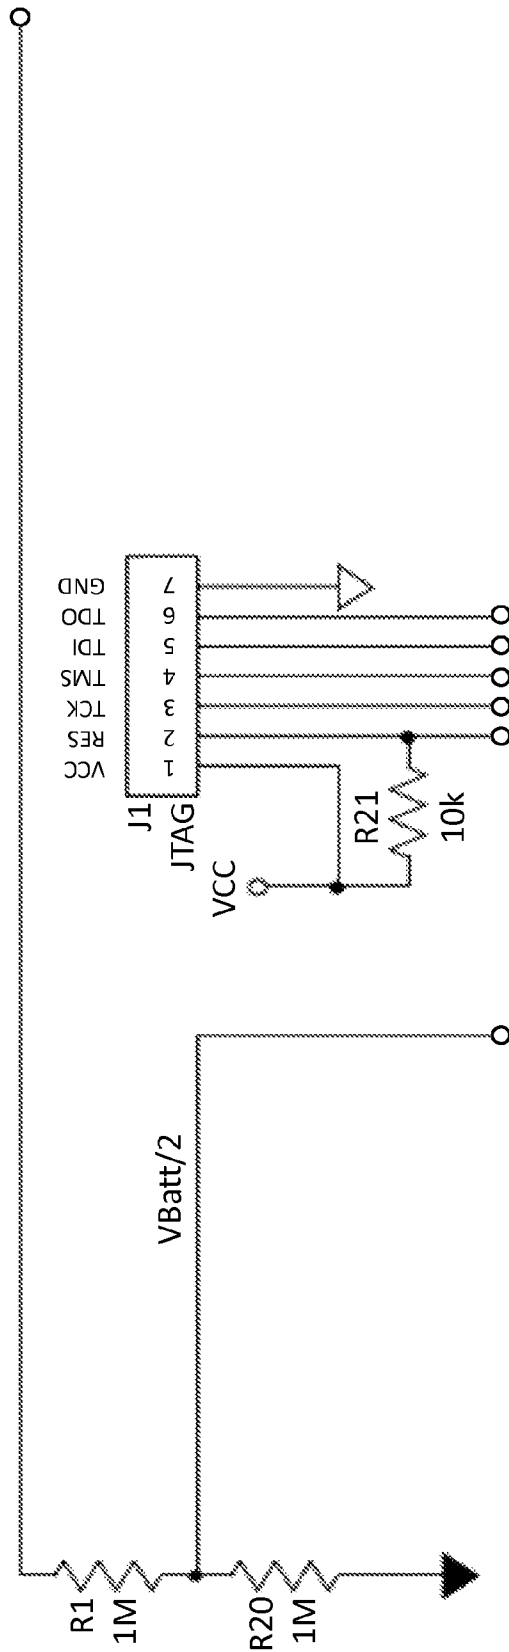 GND
TDO
TDI
TMS
TCK
RES
VCC
7
6
5
4
3
2
1
J1
JTAG
VCC
R21
10k
VBatt/2
R1
1M
R20
1M